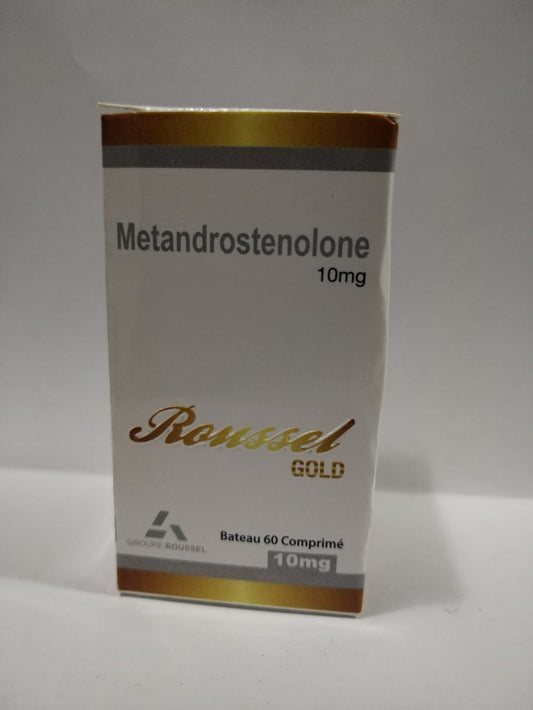 Metandrostenolone
10mg
Roussel
GOLD
GROUPE ROUSSEL
Bateau 60 Comprimé
10mg